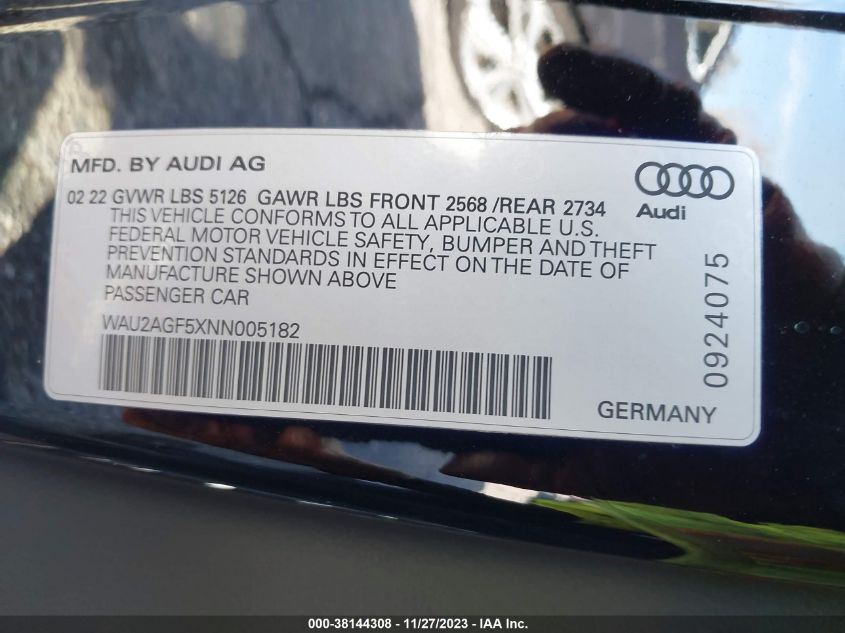 MFD. BY AUDI AG
Audi
02 22 GVWR LBS 5126 GAWR LBS FRONT 2568 /REAR 2734
THIS VEHICLE CONFORMS TO ALL APPLICABLE U.S.
FEDERAL MOTOR VEHICLE SAFETY, BUMPER AND THEFT
PREVENTION STANDARDS IN EFFECT ON THE DATE OF
MANUFACTURE SHOWN ABOVE
PASSENGER CAR
WAU2AGF5XNN005182
0924075
GERMANY
000-38144308 - 11/27/2023 - IAA Inc.